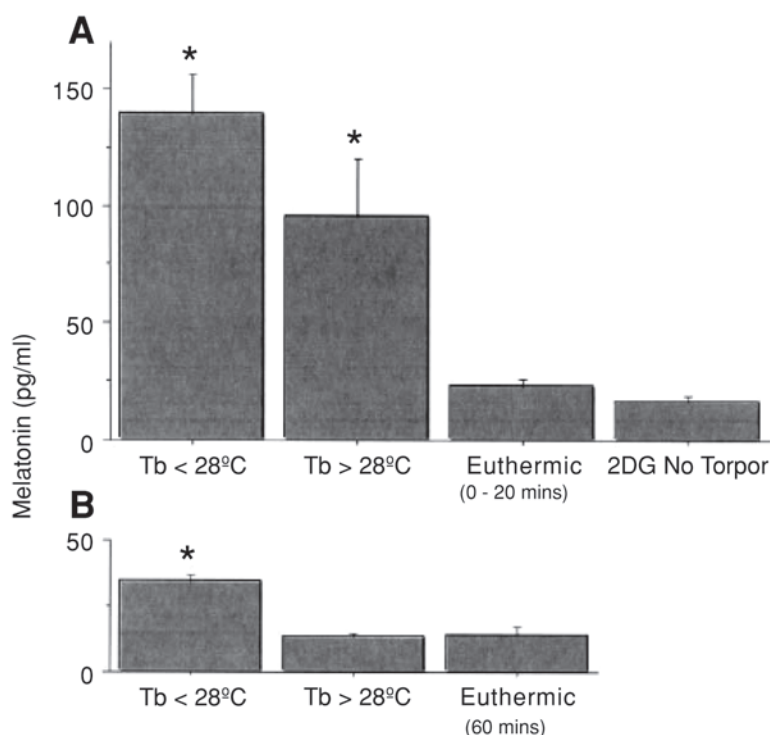 A
*
*
150
100
50
0
Melatonin (pg/ml)
Tb < 28ºC Tb > 28ºC Euthermic 2DG No Torpor
(0 - 20 mins)
B
50
*
0
Tb < 28ºC Tb > 28ºC Euthermic
(60 mins)